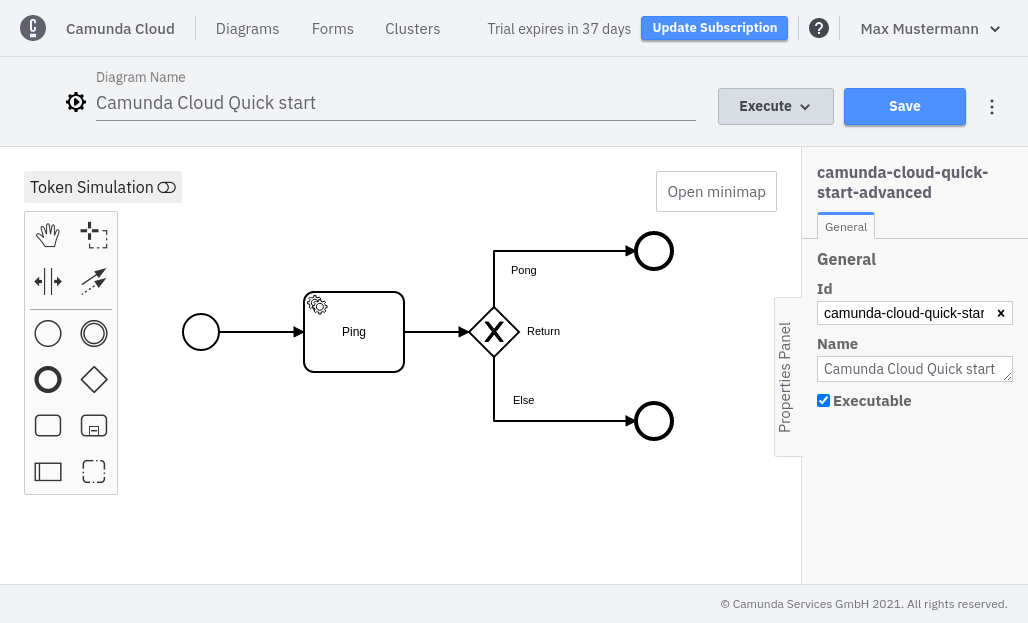 Camunda Cloud
Diagrams
Forms
Clusters
Trial expires in 37 days
Update Subscription
?
Max Mustermann
Diagram Name
Camunda Cloud Quick start
Execute
Save
Token Simulation
Open minimap
Ping
Pong
Return
Else
Properties Panel
camunda-cloud-quick-
start-advanced
General
General
Id
camunda-cloud-quick-star
Name
Camunda Cloud Quick start
Executable
© Camunda Services GmbH 2021. All rights reserved.